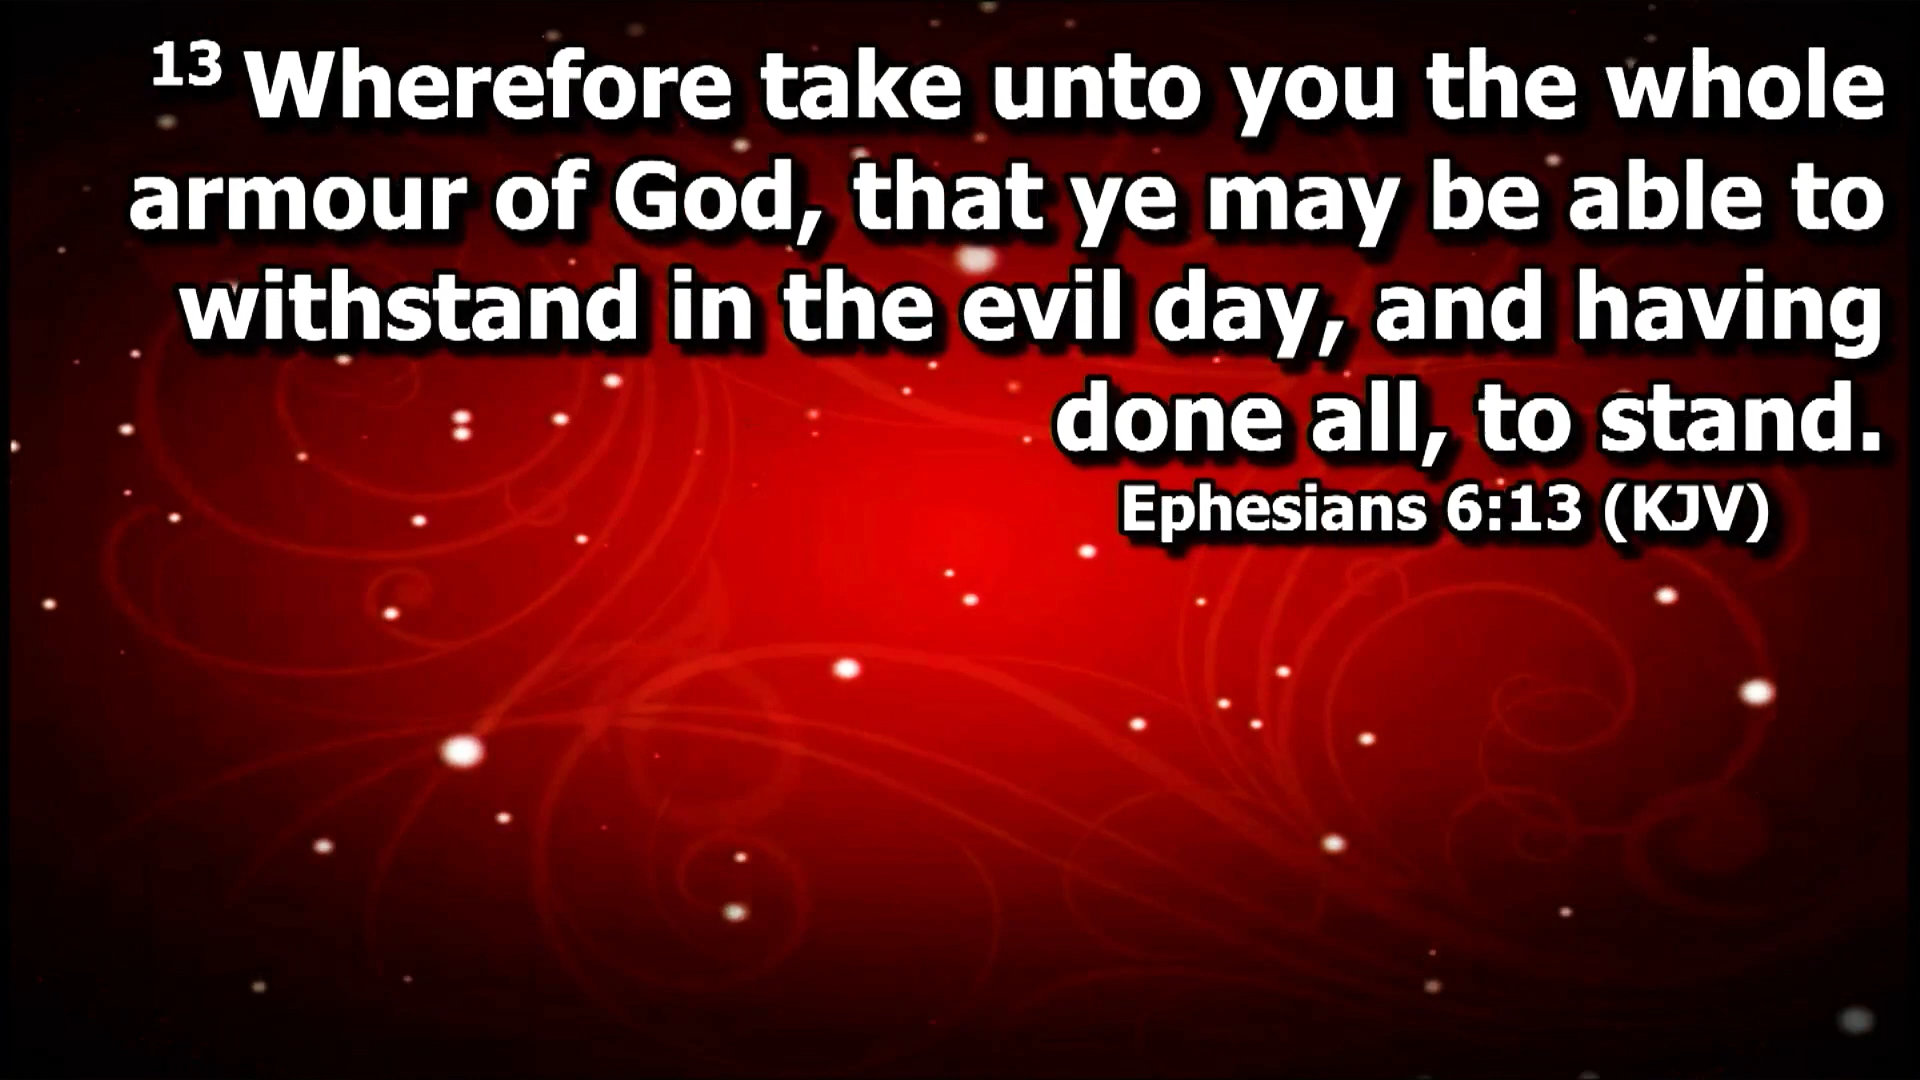 13 Wherefore take unto you the whole
armour of God, that ye may be able to
withstand in the evil day, and having
done all, to stand.
Ephesians 6:13 (KJV)